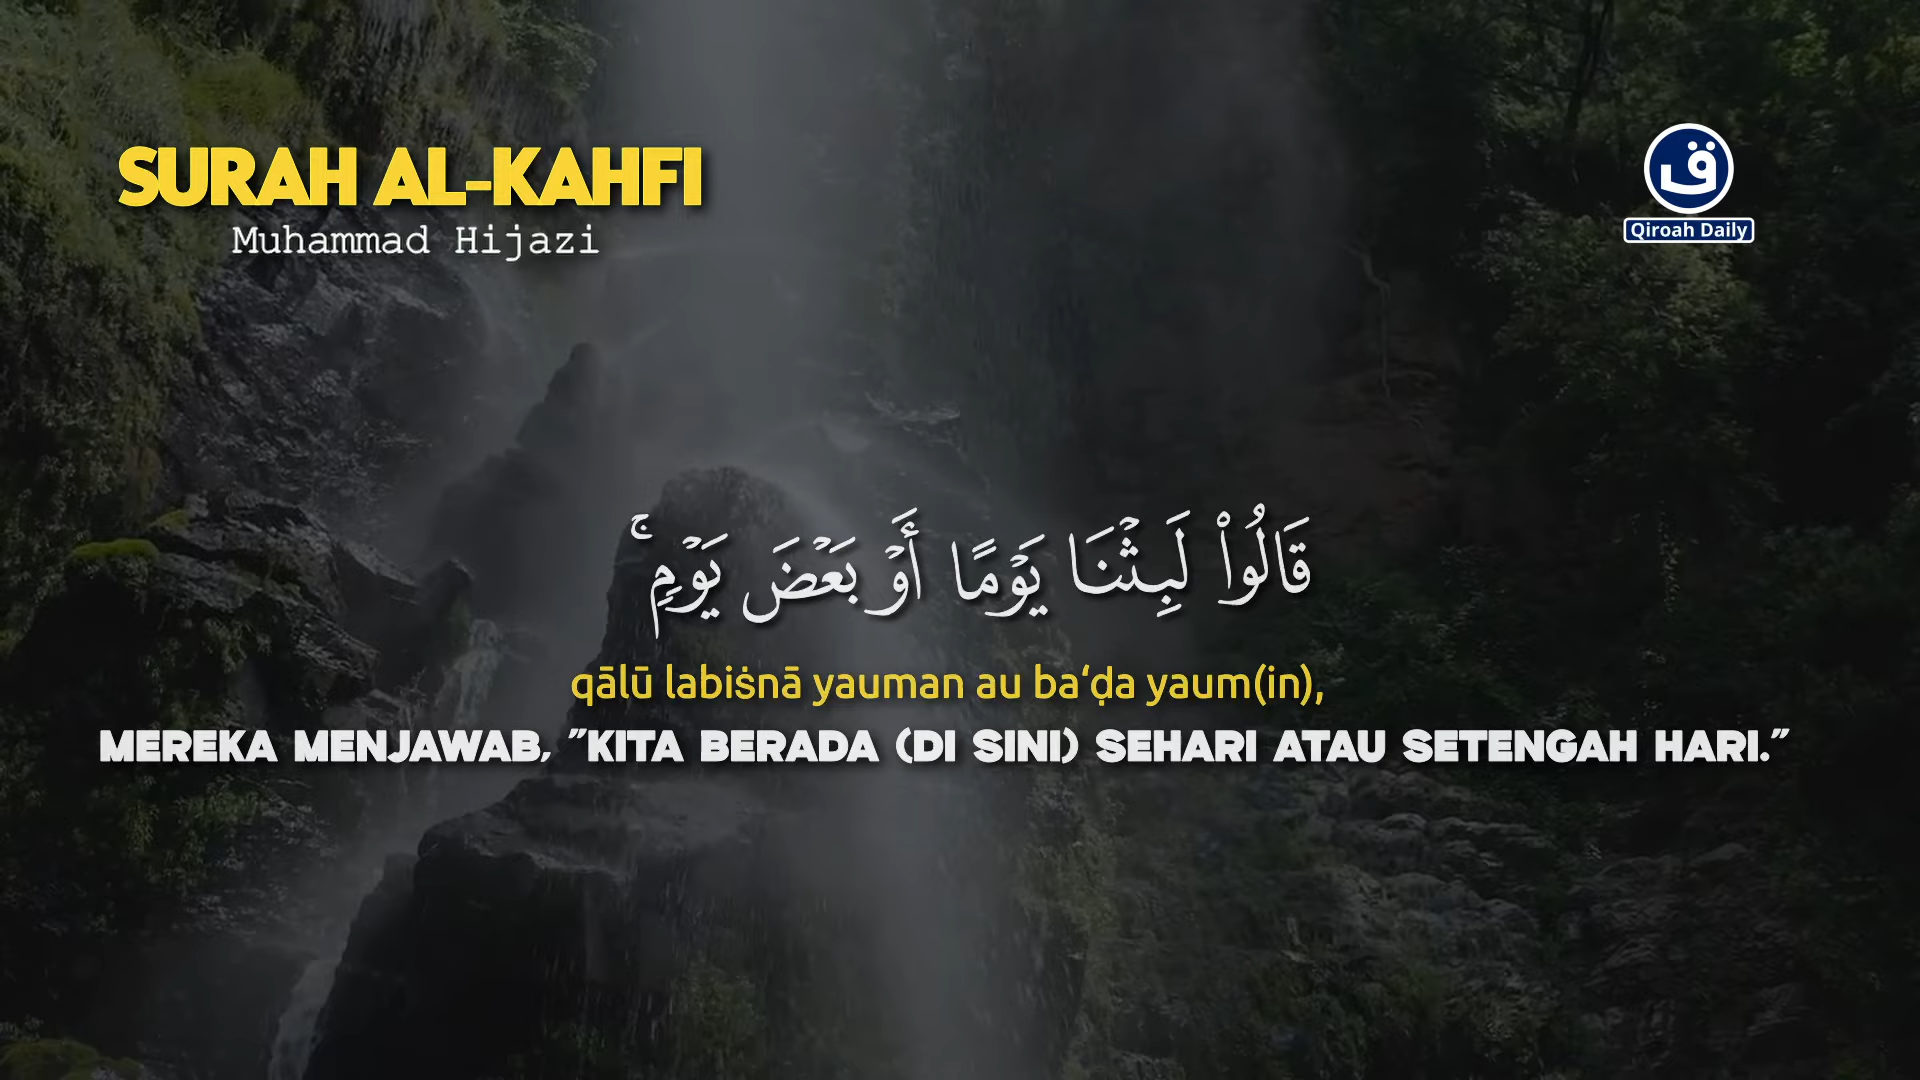 SURAH AL-KAHFI
Muhammad Hijazi
ق
Qiroah Daily
قَالُوا۟ لَبِثْنَا يَوْمًا أَوْ بَعْضَ يَوْمٍۚ
qālū labiṡnā yauman au ba‘ḍa yaum(in),
MEREKA MENJAWAB, "KITA BERADA (DI SINI) SEHARI ATAU SETENGAH HARI."